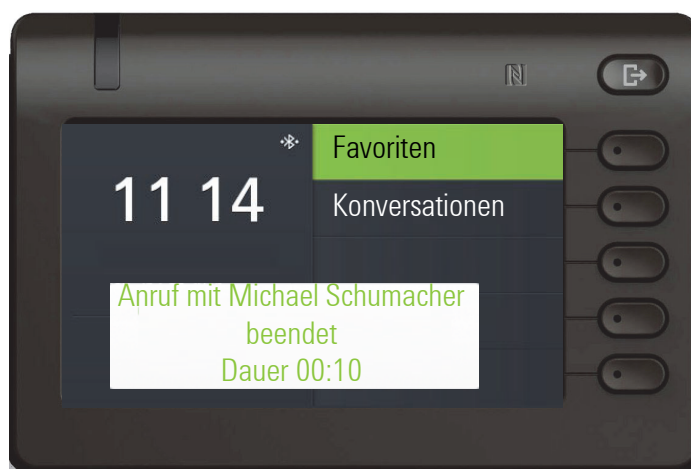 Favoriten
11 14
Konversationen
Anruf mit Michael Schumacher
beendet
Dauer 00:10